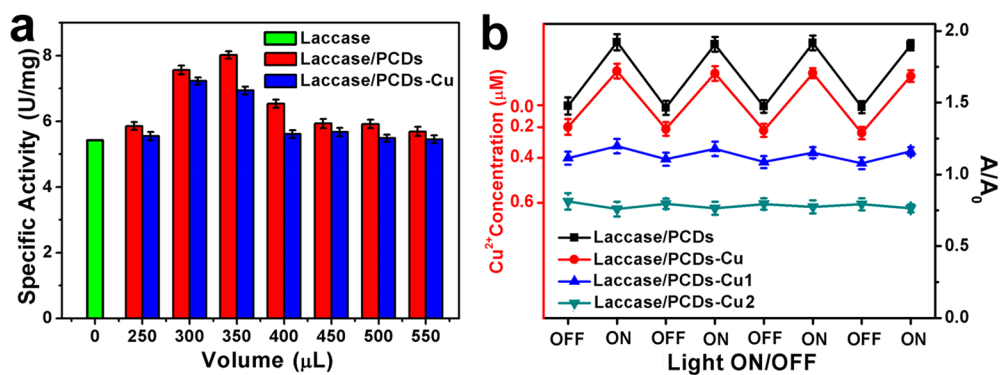 a
Specific Activity (U/mg)
8
6
4
2
0
Laccase
Laccase/PCDs
Laccase/PCDs-Cu
0 250 300 350 400 450 500 550
Volume (μL)
b
Cu²⁺Concentration (μM)
0.0
0.2
0.4
0.6
Laccase/PCDs
Laccase/PCDs-Cu
Laccase/PCDs-Cu1
Laccase/PCDs-Cu2
2.0
1.5
1.0
0.5
0.0
A/A₀
OFF ON OFF ON OFF ON OFF ON
Light ON/OFF